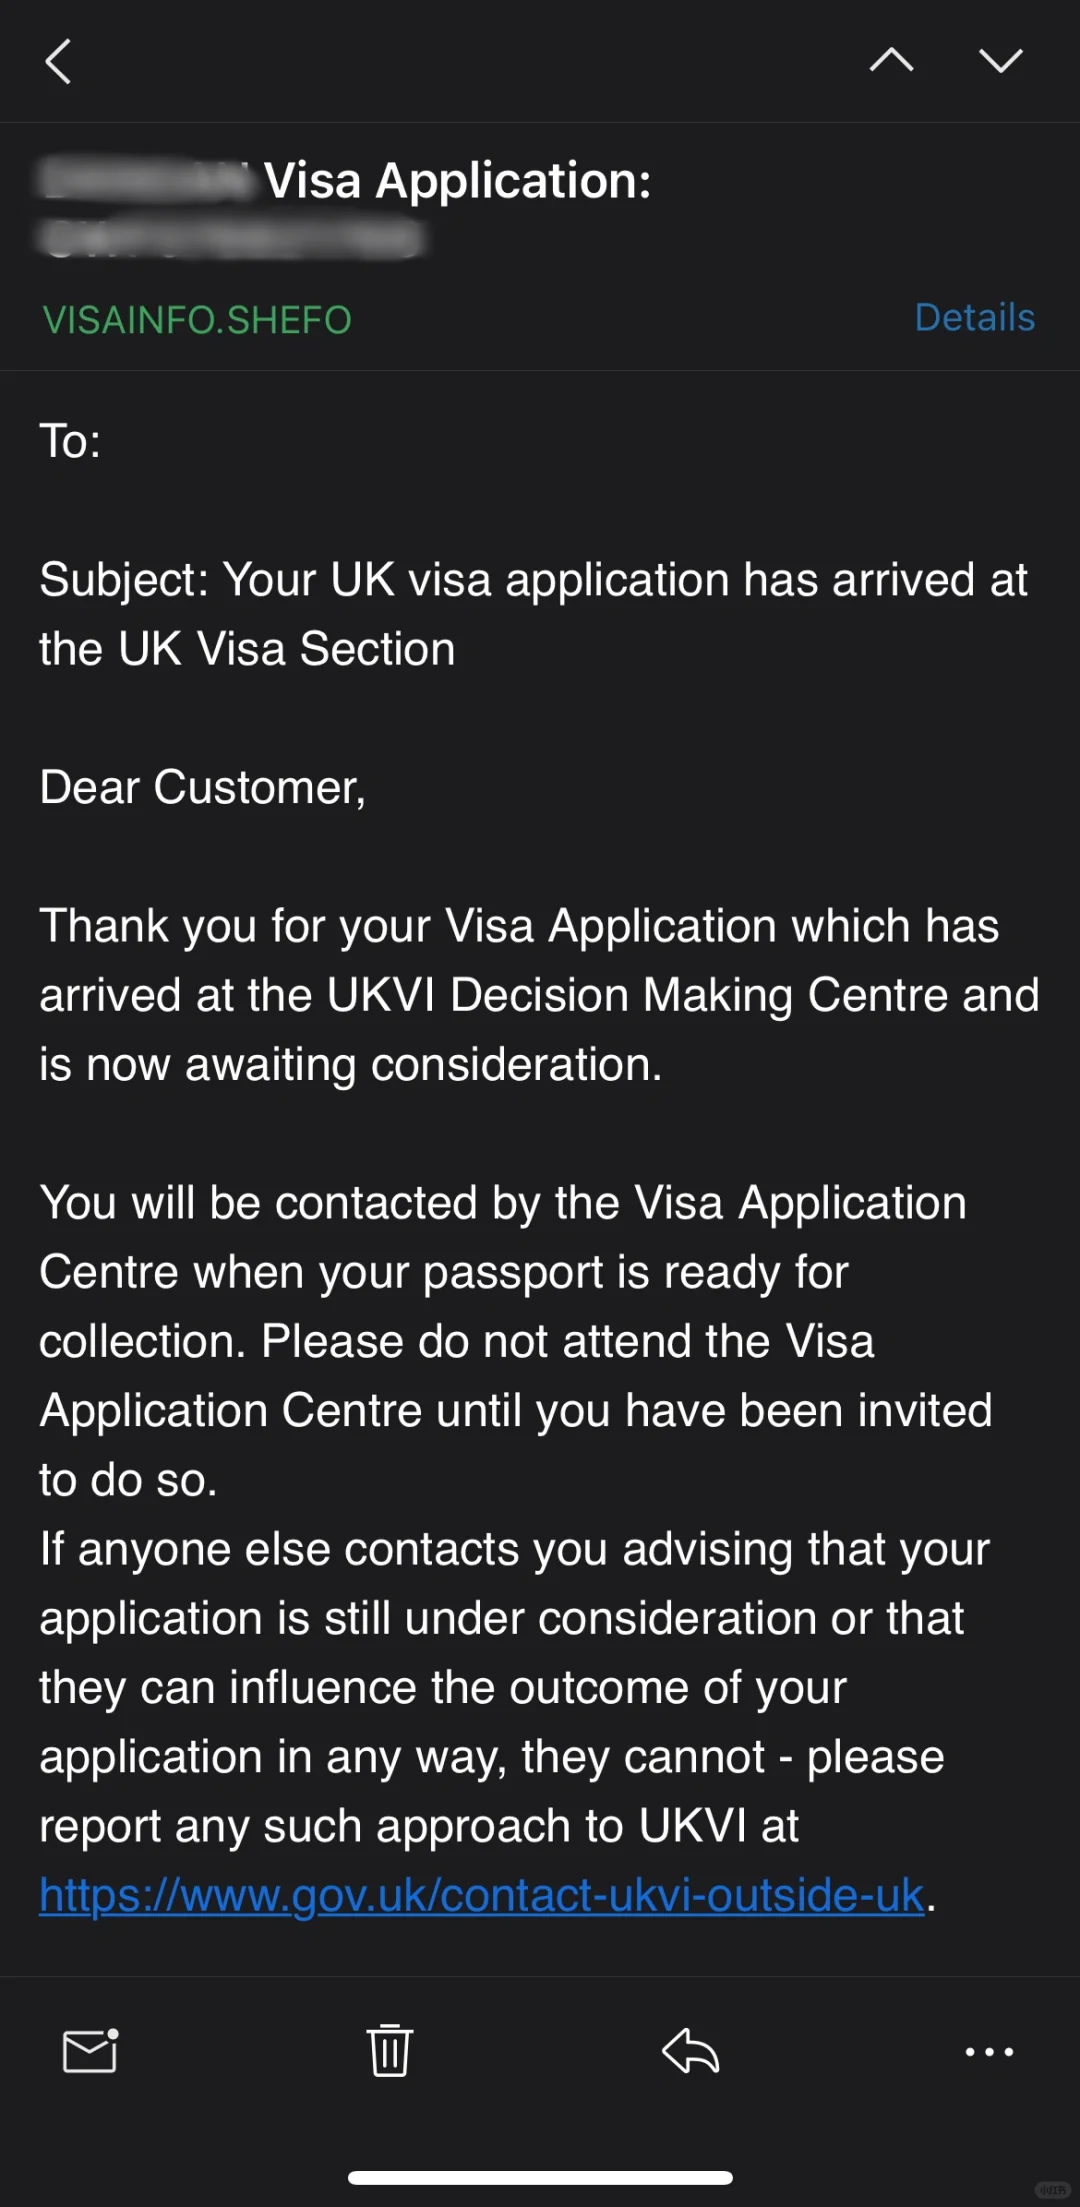 Visa Application:
VISAINFO.SHEFO
Details
To:
Subject: Your UK visa application has arrived at
the UK Visa Section
Dear Customer,
Thank you for your Visa Application which has
arrived at the UKVI Decision Making Centre and
is now awaiting consideration.
You will be contacted by the Visa Application
Centre when your passport is ready for
collection. Please do not attend the Visa
Application Centre until you have been invited
to do so.
If anyone else contacts you advising that your
application is still under consideration or that
they can influence the outcome of your
application in any way, they cannot - please
report any such approach to UKVI at
https://www.gov.uk/contact-ukvi-outside-uk.
小红书